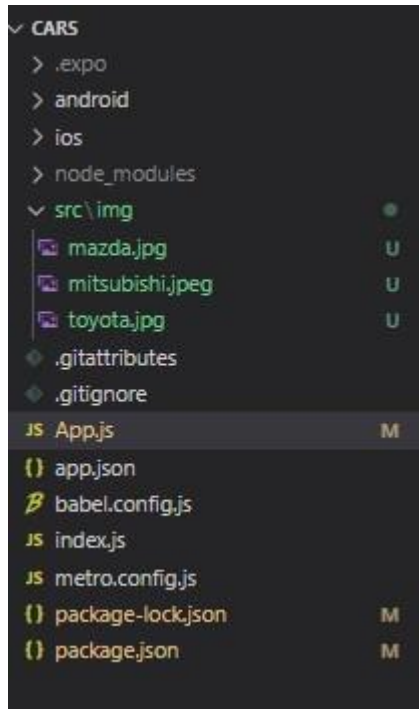 CARS
.expo
android
ios
node_modules
src\img
mazda.jpg U
mitsubishi.jpeg U
toyota.jpg U
.gitattributes
.gitignore
JS App.js M
{} app.json
B babel.config.js
JS index.js
JS metro.config.js
{} package-lock.json M
{} package.json M